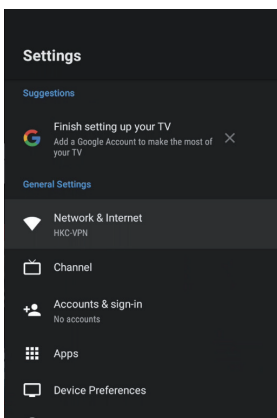 Settings
Suggestions
Finish setting up your TV
Add a Google Account to make the most of
your TV
General Settings
Network & Internet
HKC-VPN
Channel
Accounts & sign-in
No accounts
Apps
Device Preferences